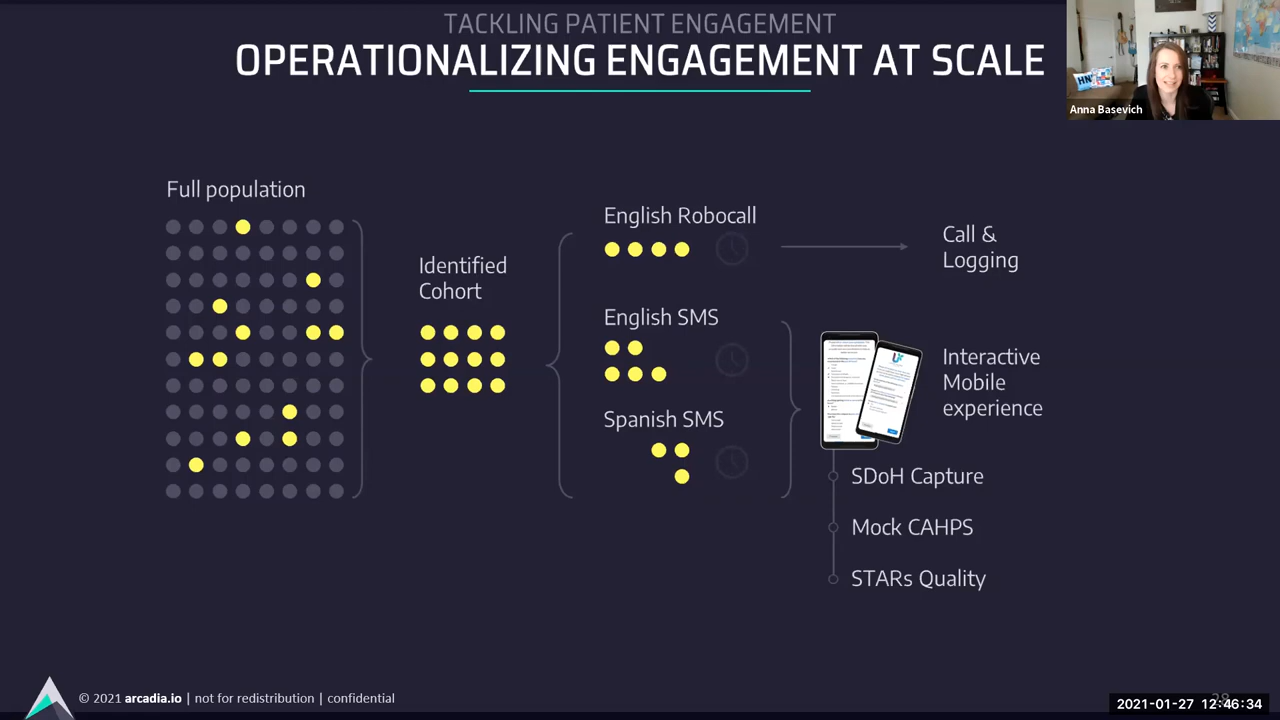 TACKLING PATIENT ENGAGEMENT
OPERATIONALIZING ENGAGEMENT AT SCALE
Anna Basevich
Full population
Identified
Cohort
English Robocall
English SMS
Spanish SMS
Call &
Logging
Interactive
Mobile
experience
SDoH Capture
Mock CAHPS
STARs Quality
© 2021 arcadia.io | not for redistribution | confidential
28
2021-01-27 12:46:34